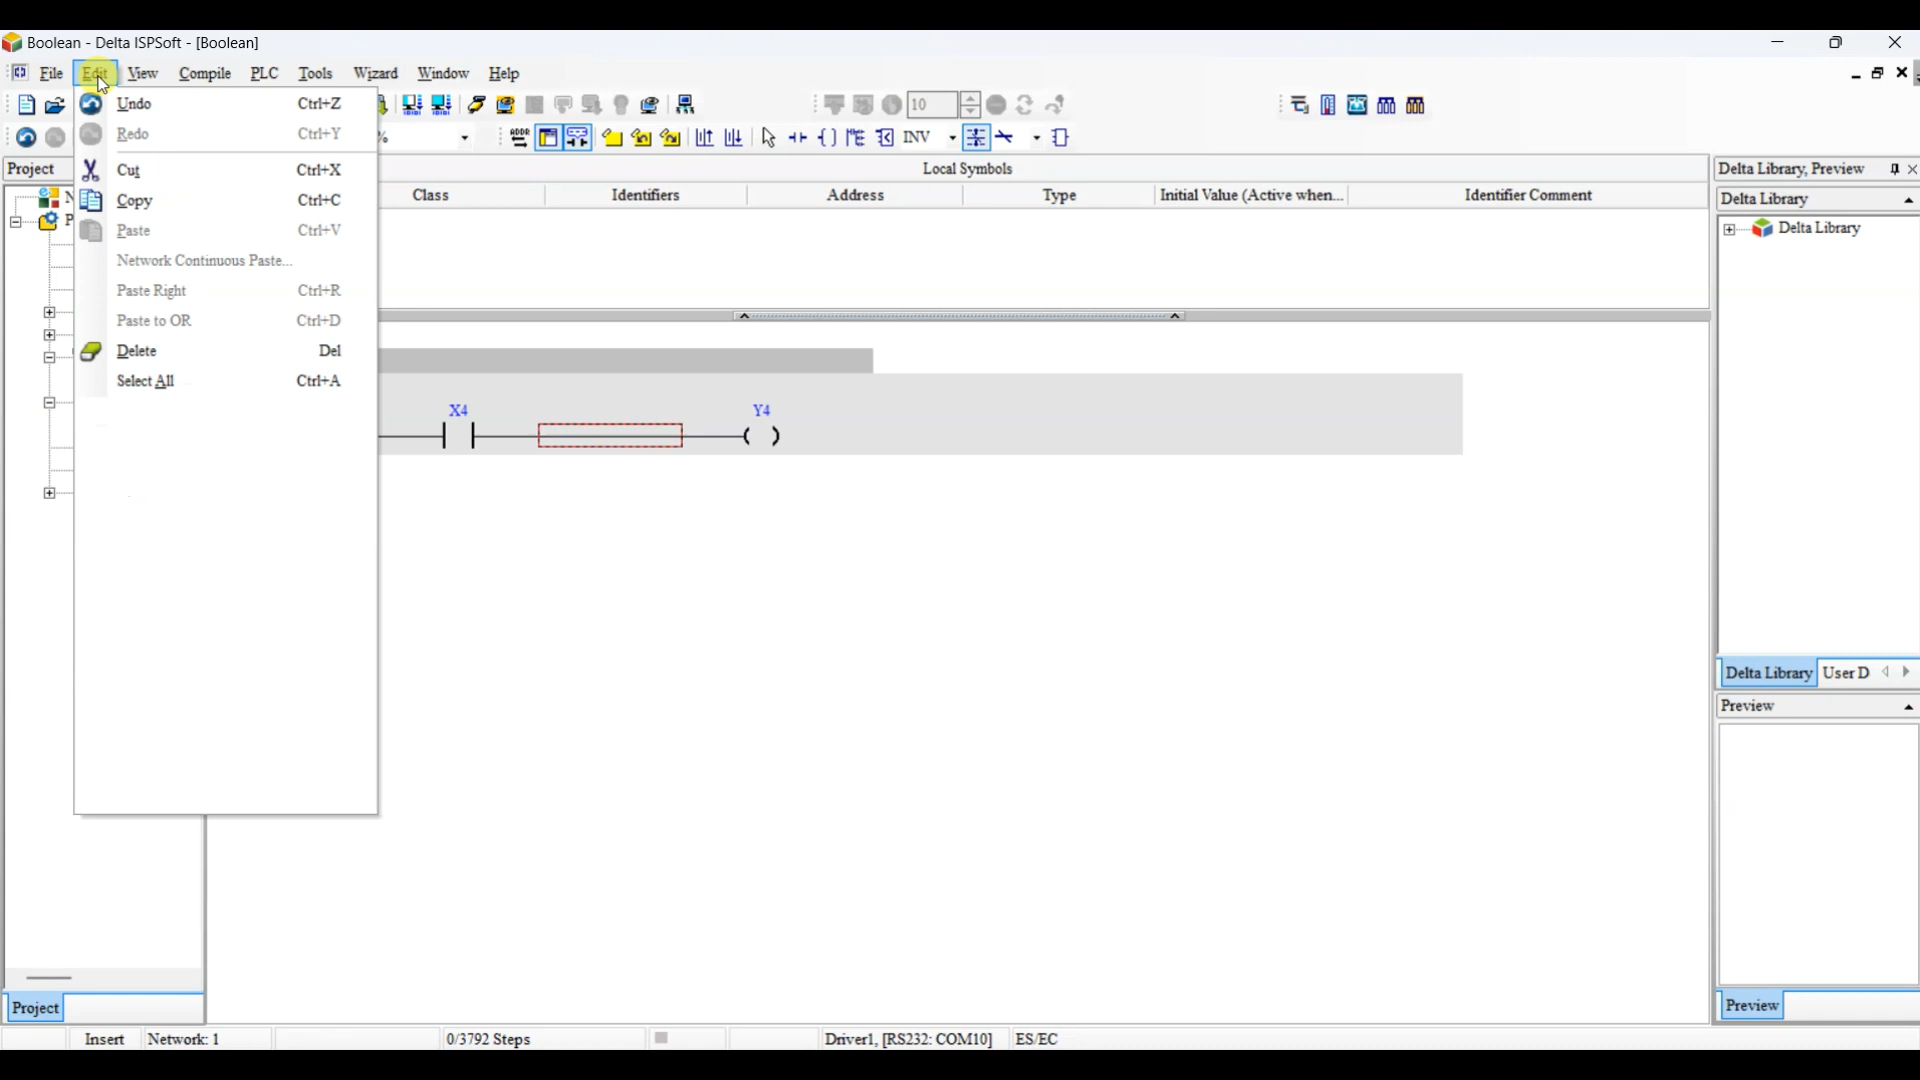 Boolean - Delta ISPSoft - [Boolean]
File Edit View Compile PLC Tools Wizard Window Help
Undo Ctrl+Z
Redo Ctrl+Y
Cut Ctrl+X
Copy Ctrl+C
Paste Ctrl+V
Network Continuous Paste...
Paste Right Ctrl+R
Paste to OR Ctrl+D
Delete Del
Select All Ctrl+A
10
%
INV
Project
Local Symbols
Class Identifiers Address Type Initial Value (Active when... Identifier Comment
X4 Y4
Delta Library, Preview
Delta Library
Delta Library
Delta Library User D
Preview
Preview
Project
Insert Network: 1 0/3792 Steps Driver1, [RS232: COM10] ES/EC